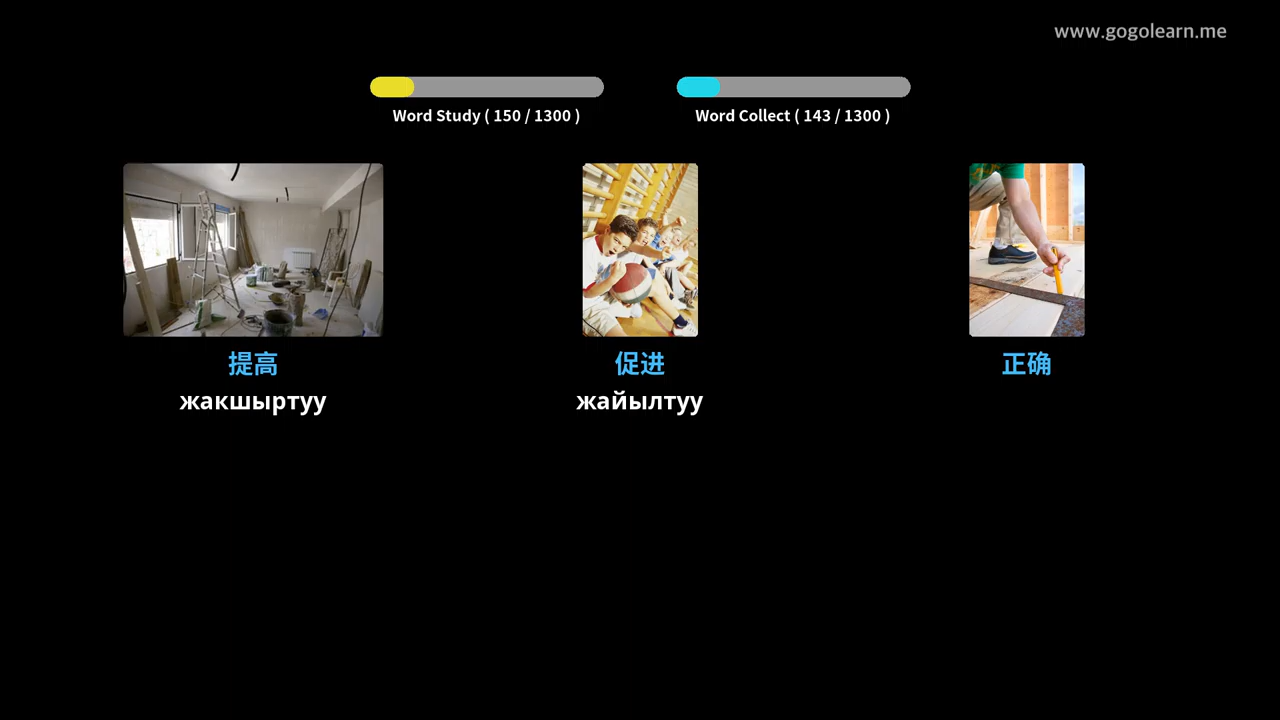 www.gogolearn.me
Word Study ( 150 / 1300 )
Word Collect ( 143 / 1300 )
提高
促进
正确
жакшыртуу
жайылтуу